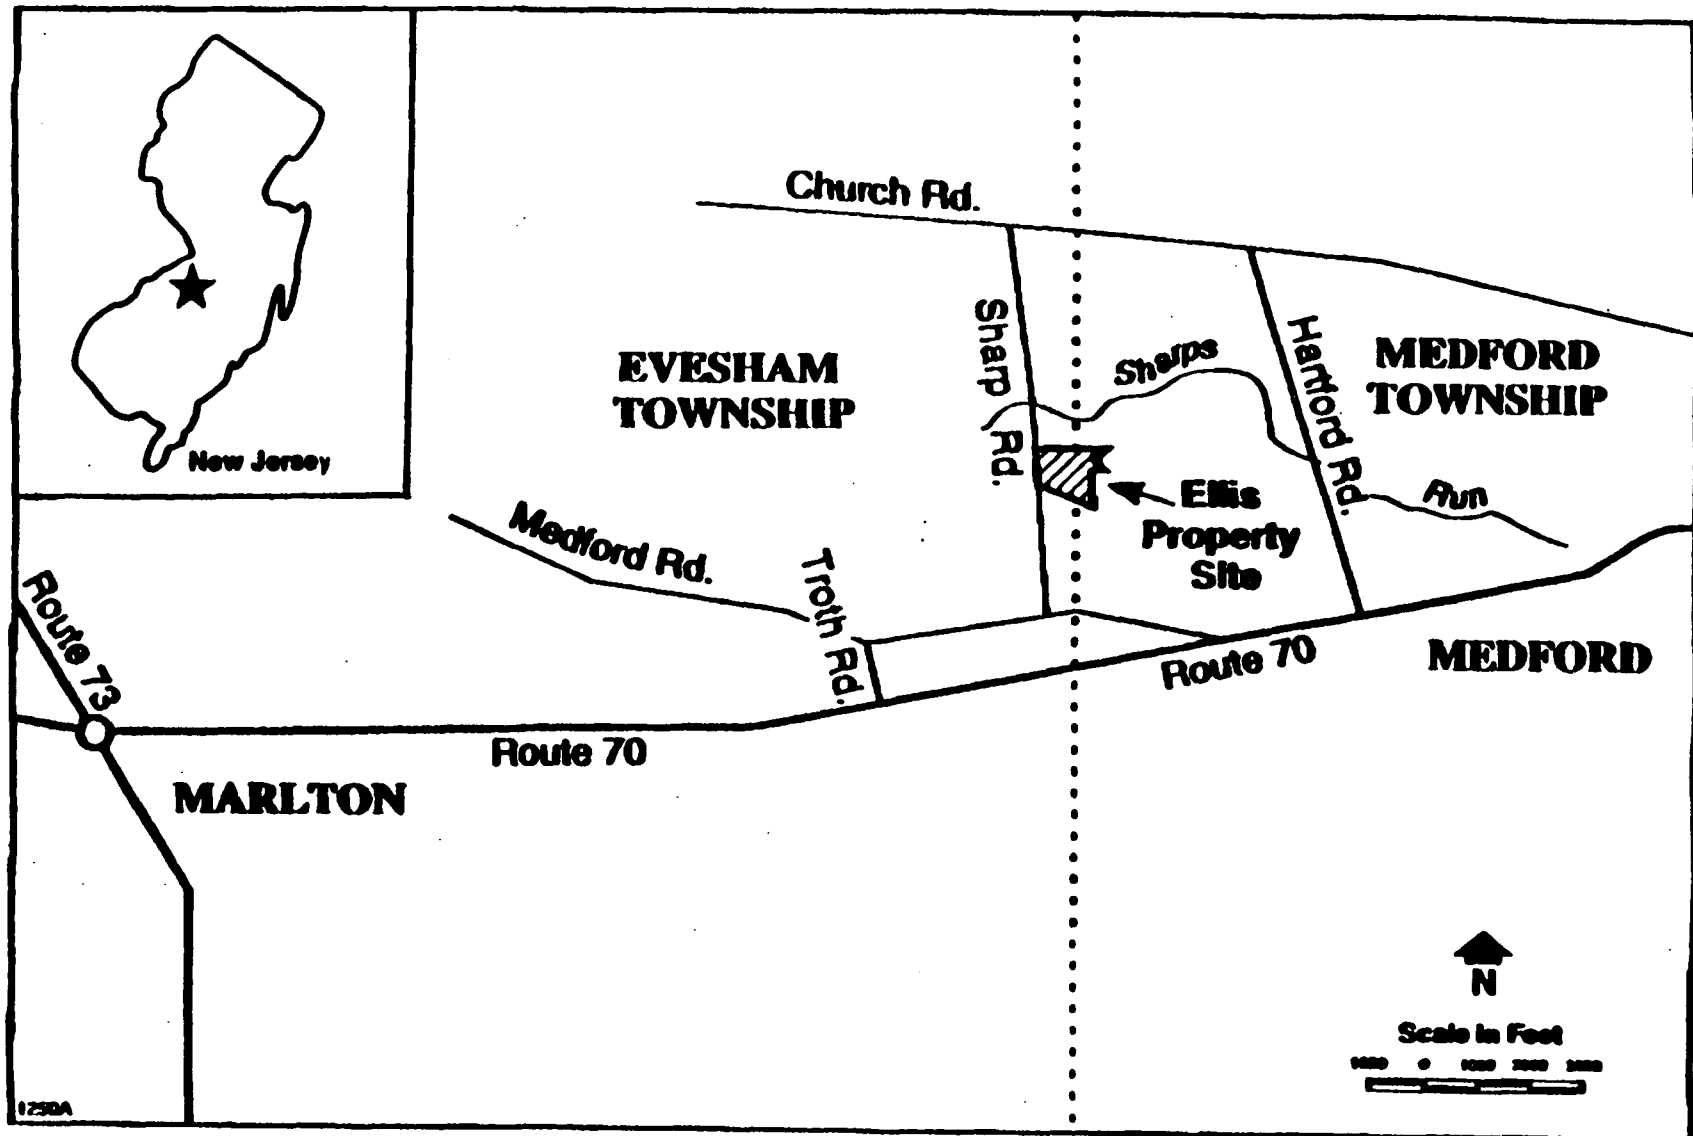 New Jersey
Church Rd.
Sharp Rd.
Sharps
Hartford Rd.
EVESHAM
TOWNSHIP
MEDFORD
TOWNSHIP
Ellis
Property
Site
Run
Medford Rd.
Troth Rd.
Route 73
Route 70
Route 70
MEDFORD
MARLTON
N
Scale in Feet
0